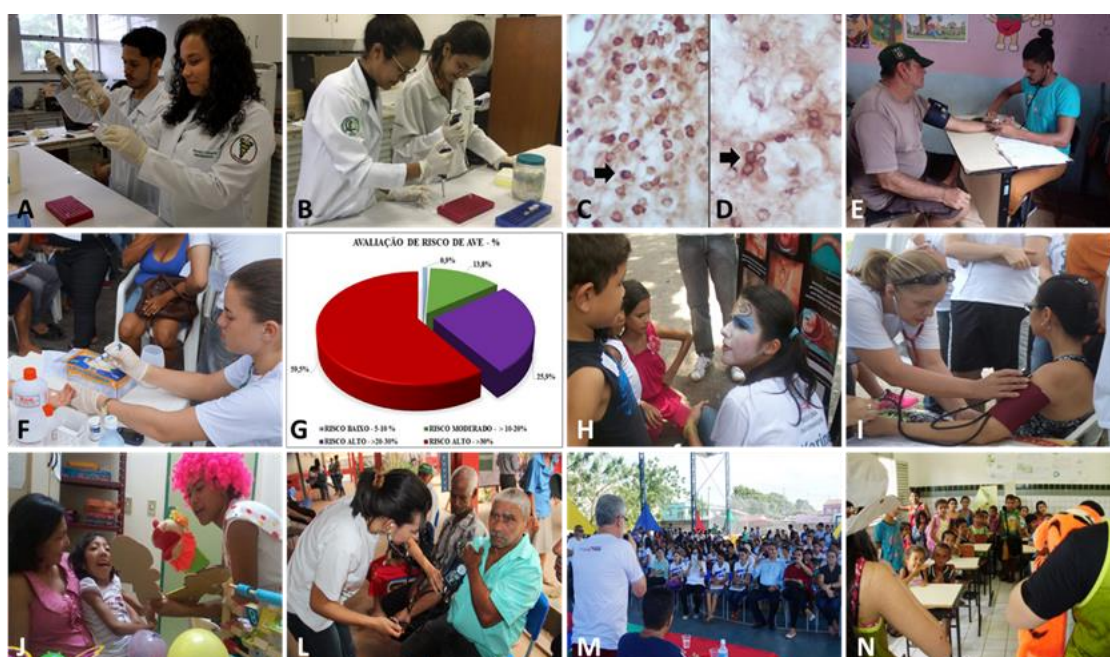 A
B
C
D
E
F
AVALIAÇÃO DE RISCO DE AVE - %
0,9%
13,8%
59,5%
25,9%
RISCO BAIXO - 5-10 %
RISCO MODERADO - > 10-20%
RISCO ALTO - >20-30%
RISCO ALTO - >30%
G
H
I
J
L
M
N